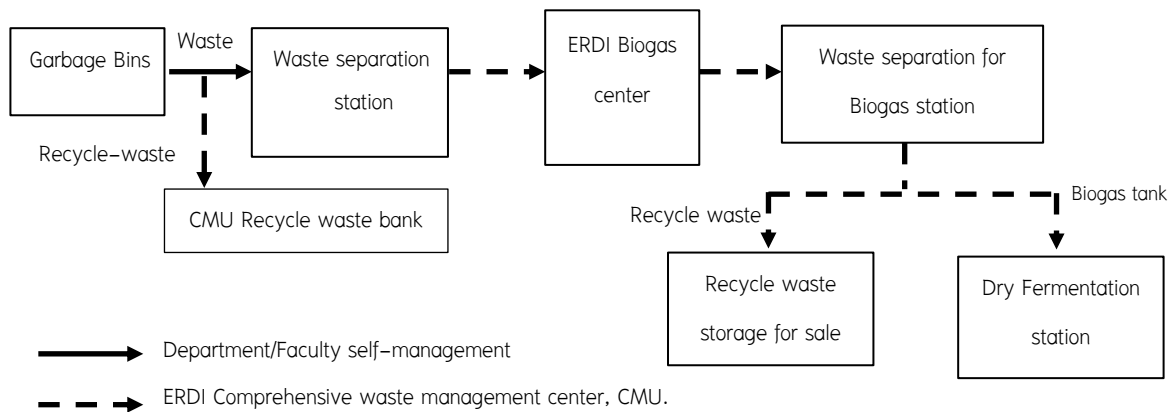 Garbage Bins
Waste
Waste separation
station
ERDI Biogas
center
Waste separation for
Biogas station
Recycle-waste
CMU Recycle waste bank
Recycle waste
Biogas tank
Recycle waste
storage for sale
Dry Fermentation
station
Department/Faculty self-management
ERDI Comprehensive waste management center, CMU.